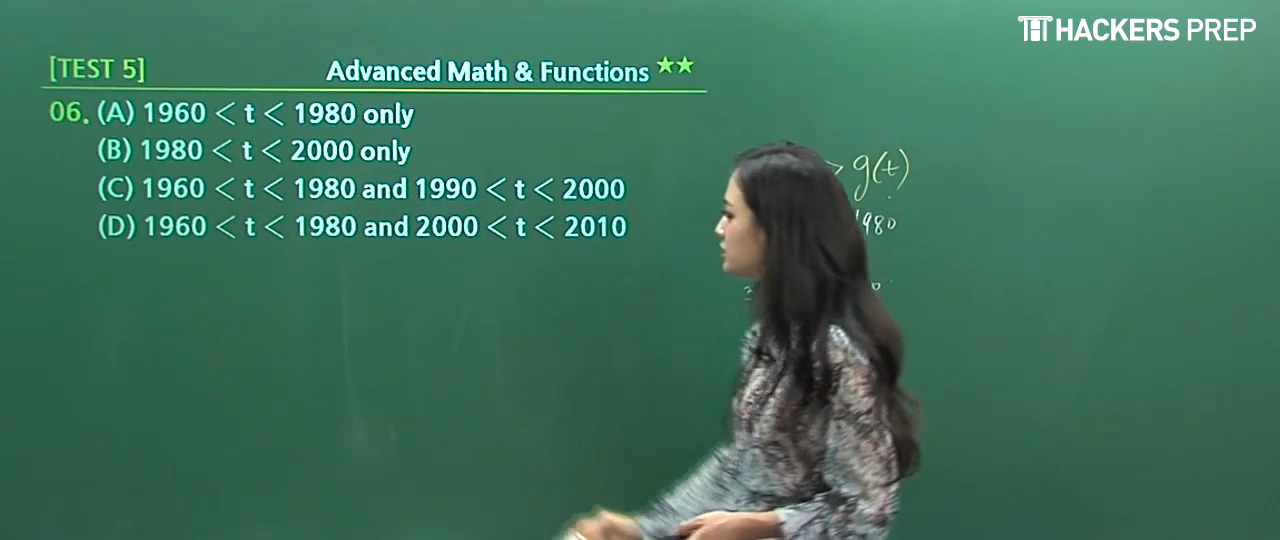 HACKERS PREP
[TEST 5] Advanced Math & Functions ★★
06. (A) 1960 < t < 1980 only
(B) 1980 < t < 2000 only
(C) 1960 < t < 1980 and 1990 < t < 2000
(D) 1960 < t < 1980 and 2000 < t < 2010
> g(t)
1980